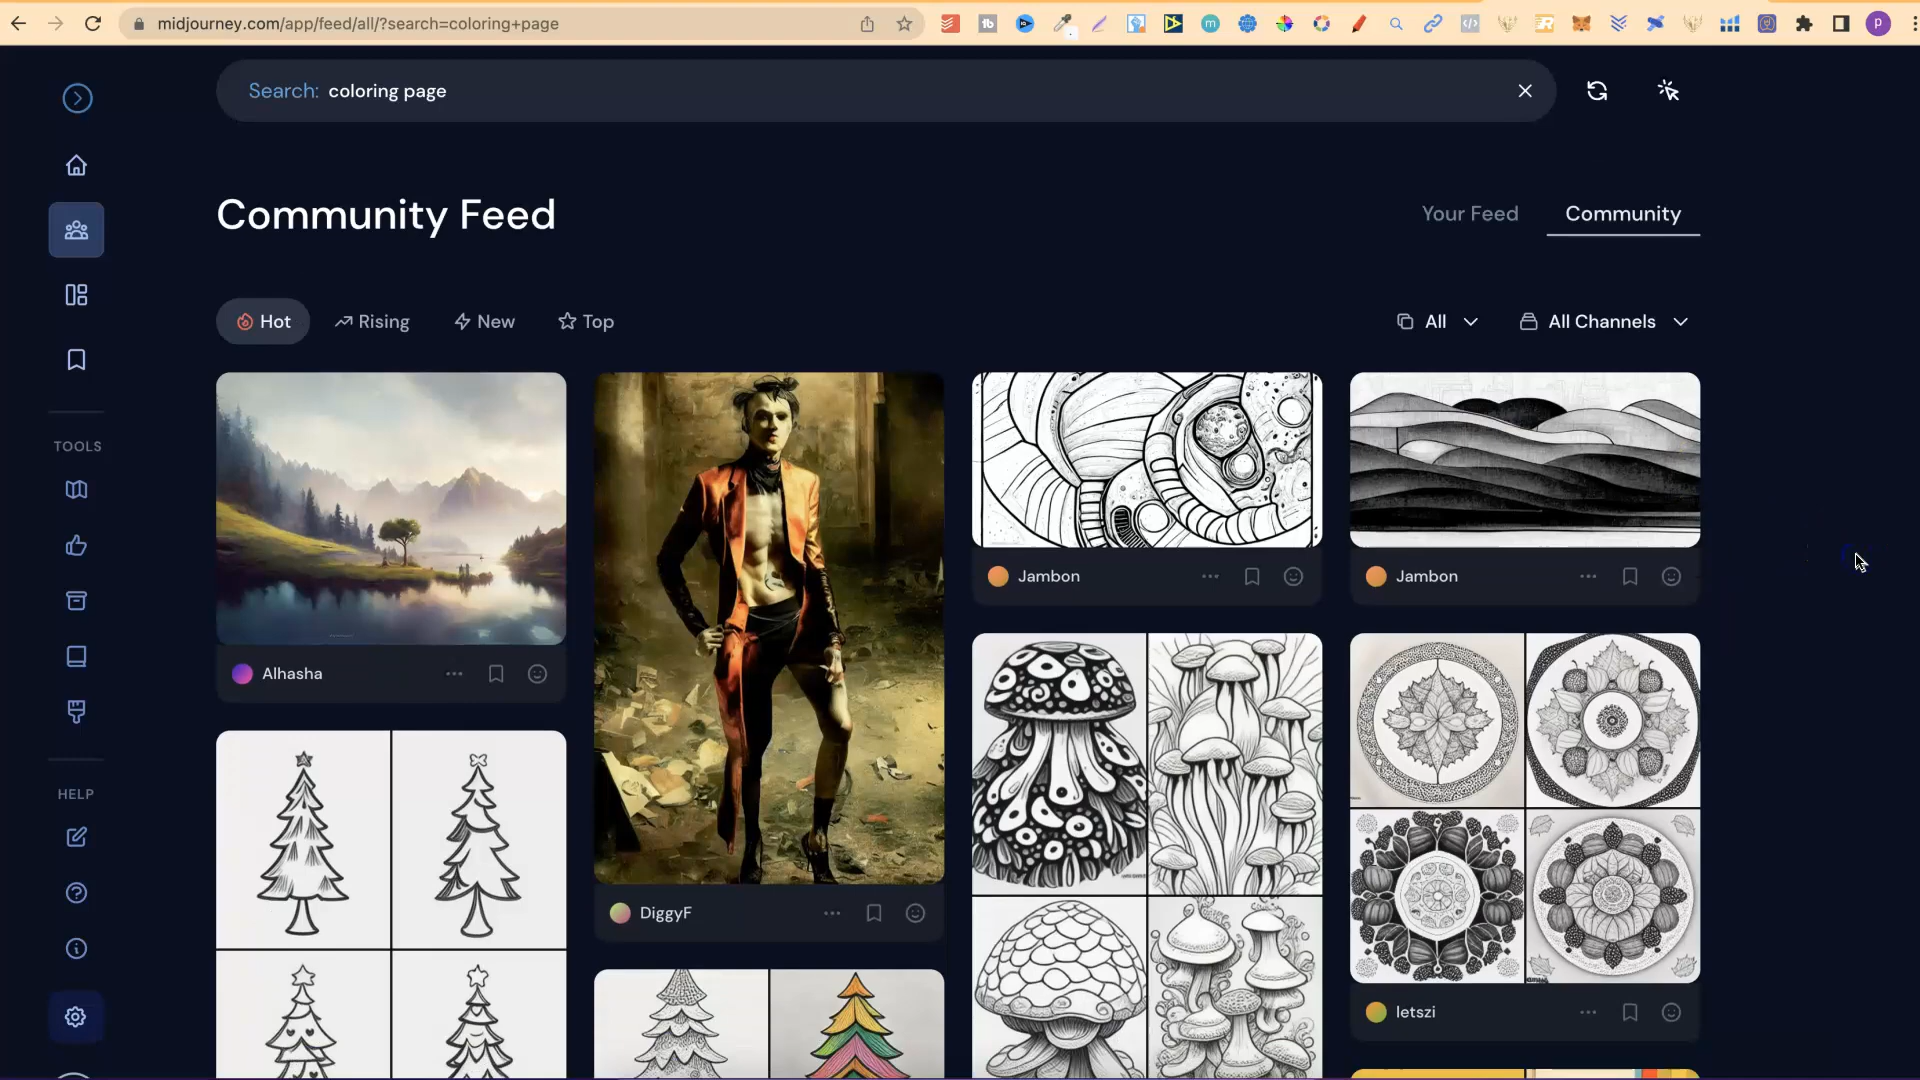 midjourney.com/app/feed/all/?search=coloring+page
P
Search: coloring page
Community Feed
Your Feed
Community
Hot
Rising
New
Top
All
All Channels
TOOLS
HELP
Alhasha
DiggyF
Jambon
Jambon
letszi